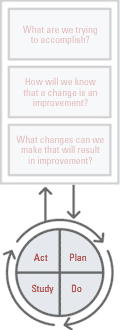 What are we trying
to accomplish?
How will we know
that a change is an
improvement?
What changes can we
make that will result
in improvement?
Act Plan
Study Do